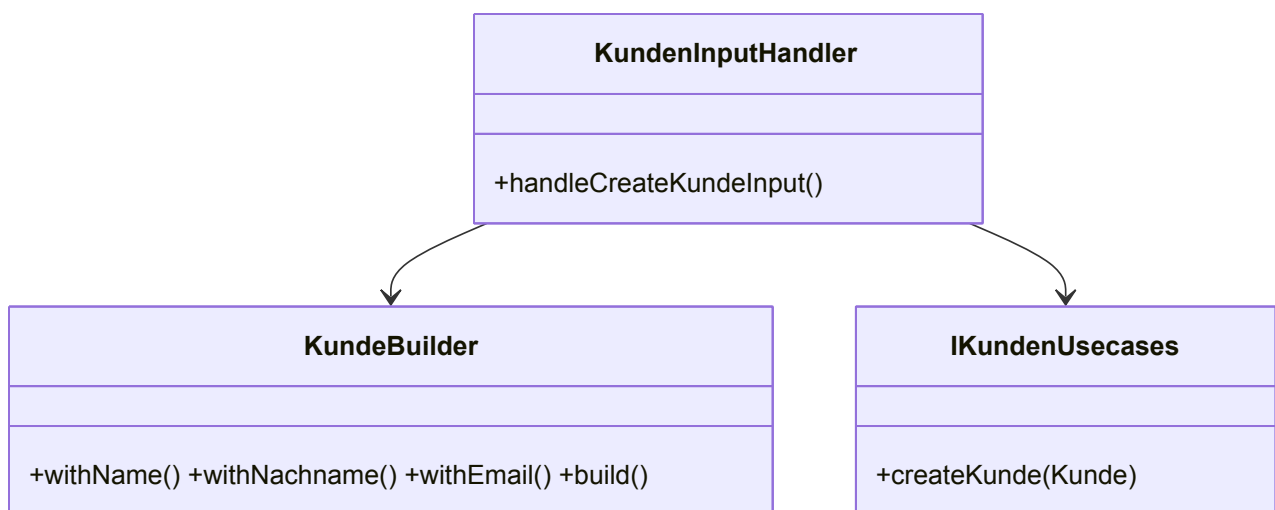 KundenInputHandler
+handleCreateKundeInput()
KundeBuilder
+withName() +withNachname() +withEmail() +build()
IKundenUsecases
+createKunde(Kunde)